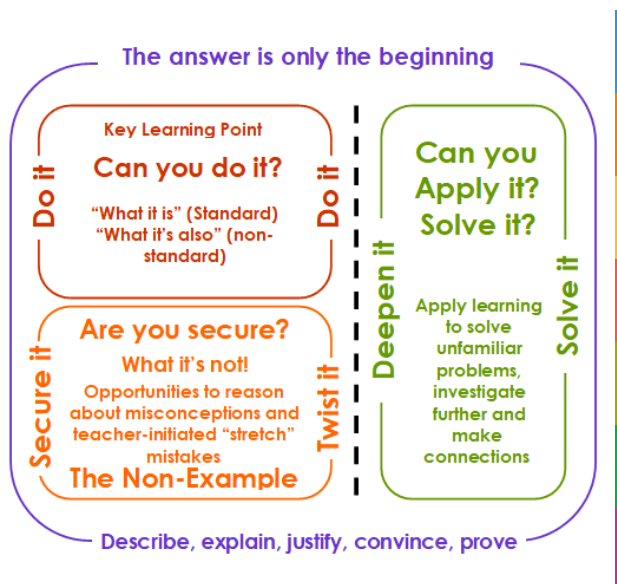 The answer is only the beginning
Do it
Key Learning Point
Can you do it?
“What it is” (Standard)
“What it’s also” (non-
standard)
Do it
Secure it
Are you secure?
What it’s not!
Opportunities to reason
about misconceptions and
teacher-initiated “stretch”
mistakes
The Non-Example
Twist it
Deepen it
Can you
Apply it?
Solve it?
Apply learning
to solve
unfamiliar
problems,
investigate
further and
make
connections
Solve it
Describe, explain, justify, convince, prove